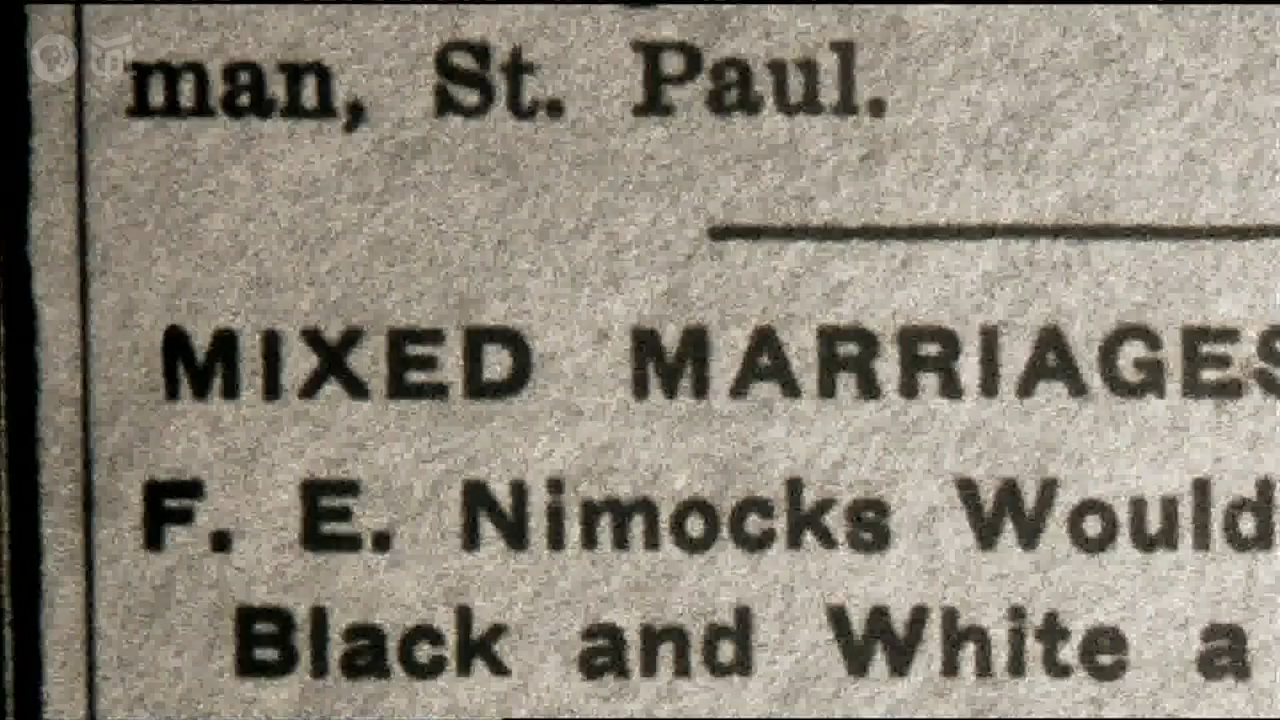 man, St. Paul.
MIXED MARRIAGES
F. E. Nimocks Would
Black and White a